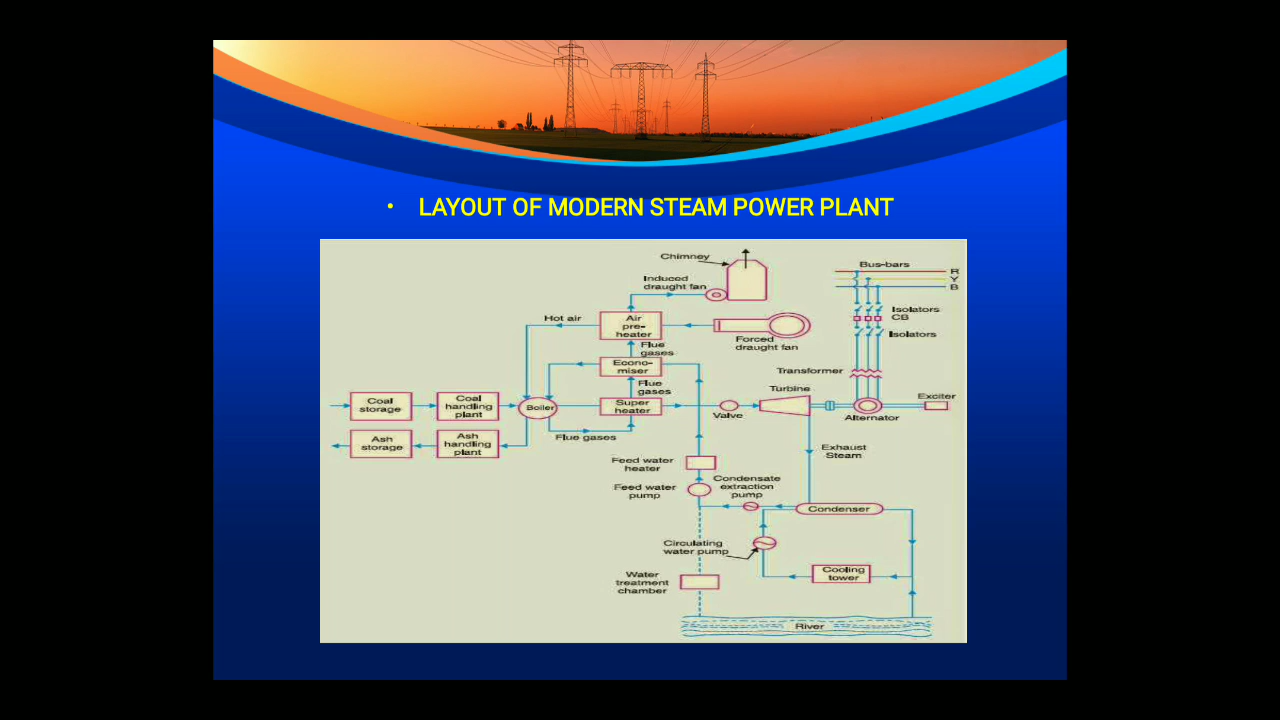 • LAYOUT OF MODERN STEAM POWER PLANT
Chimney
Induced
draught fan
Bus-bars
R
Y
B
Isolators
CB
Isolators
Hot air
Air
pre-
heater
Forced
draught fan
Flue
gases
Econo-
miser
Flue
gases
Transformer
Turbine
Coal
storage
Coal
handling
plant
Boiler
Super
heater
Valve
Alternator
Exciter
Ash
storage
Ash
handling
plant
Flue gases
Exhaust
Steam
Feed water
heater
Feed water
pump
Condensate
extraction
pump
Condenser
Circulating
water pump
Cooling
tower
Water
treatment
chamber
River